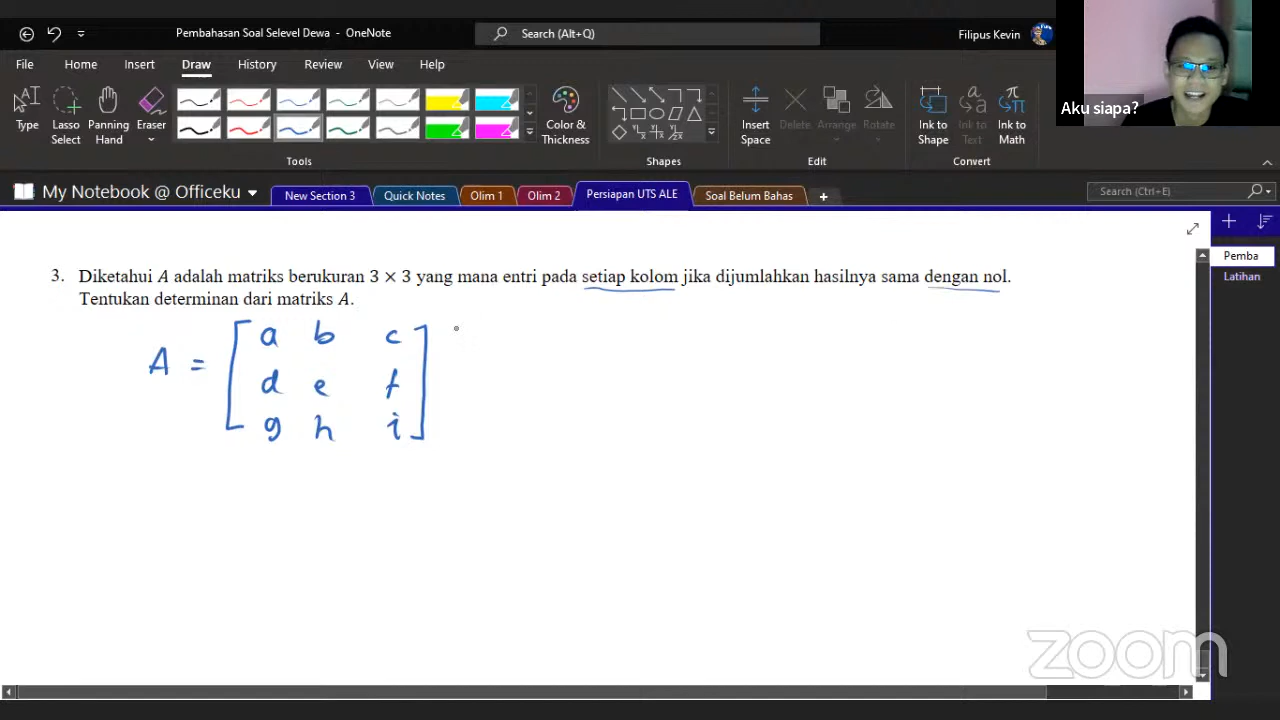 Pembahasan Soal Selevel Dewa - OneNote
Search (Alt+Q)
Filipus Kevin
File Home Insert Draw History Review View Help
Type
Lasso Select
Panning Hand
Eraser
Color & Thickness
Insert Space
Delete
Arrange
Rotate
Ink to Shape
Ink to Text
Ink to Math
Tools
Shapes
Edit
Convert
Aku siapa?
My Notebook @ Officeku
New Section 3
Quick Notes
Olim 1
Olim 2
Persiapan UTS ALE
Soal Belum Bahas
Search (Ctrl+E)
Pemba
Latihan
3. Diketahui A adalah matriks berukuran 3 × 3 yang mana entri pada setiap kolom jika dijumlahkan hasilnya sama dengan nol.
Tentukan determinan dari matriks A.
A = [ a b c
d e f
g h i ]
zoom